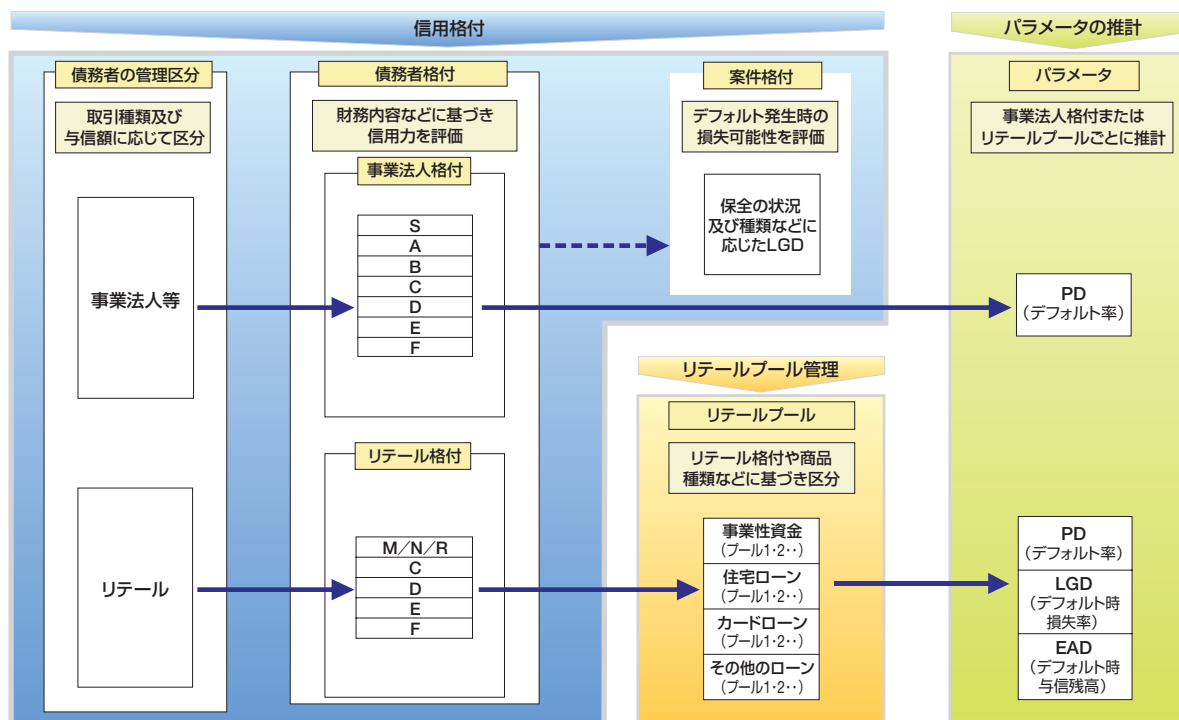 信用格付
パラメータの推計
債務者の管理区分
取引種類及び
与信額に応じて区分
事業法人等
リテール
債務者格付
財務内容などに基づき
信用力を評価
事業法人格付
S
A
B
C
D
E
F
リテール格付
M/N/R
C
D
E
F
案件格付
デフォルト発生時の
損失可能性を評価
保全の状況
及び種類などに
応じたLGD
リテールプール管理
リテールプール
リテール格付や商品
種類などに基づき区分
事業性資金
(プール1・2・・)
住宅ローン
(プール1・2・・)
カードローン
(プール1・2・・)
その他のローン
(プール1・2・・)
パラメータ
事業法人格付または
リテールプールごとに推計
PD
(デフォルト率)
PD
(デフォルト率)
LGD
(デフォルト時
損失率)
EAD
(デフォルト時
与信残高)